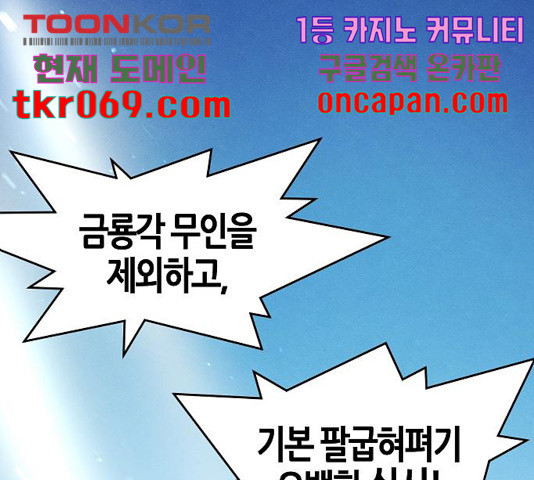 TOONKOR
현재 도메인
tkr069.com
1등 카지노 커뮤니티
구글검색 온카판
oncapan.com
금룡각 무인을
제외하고,
기본 팔굽혀펴기